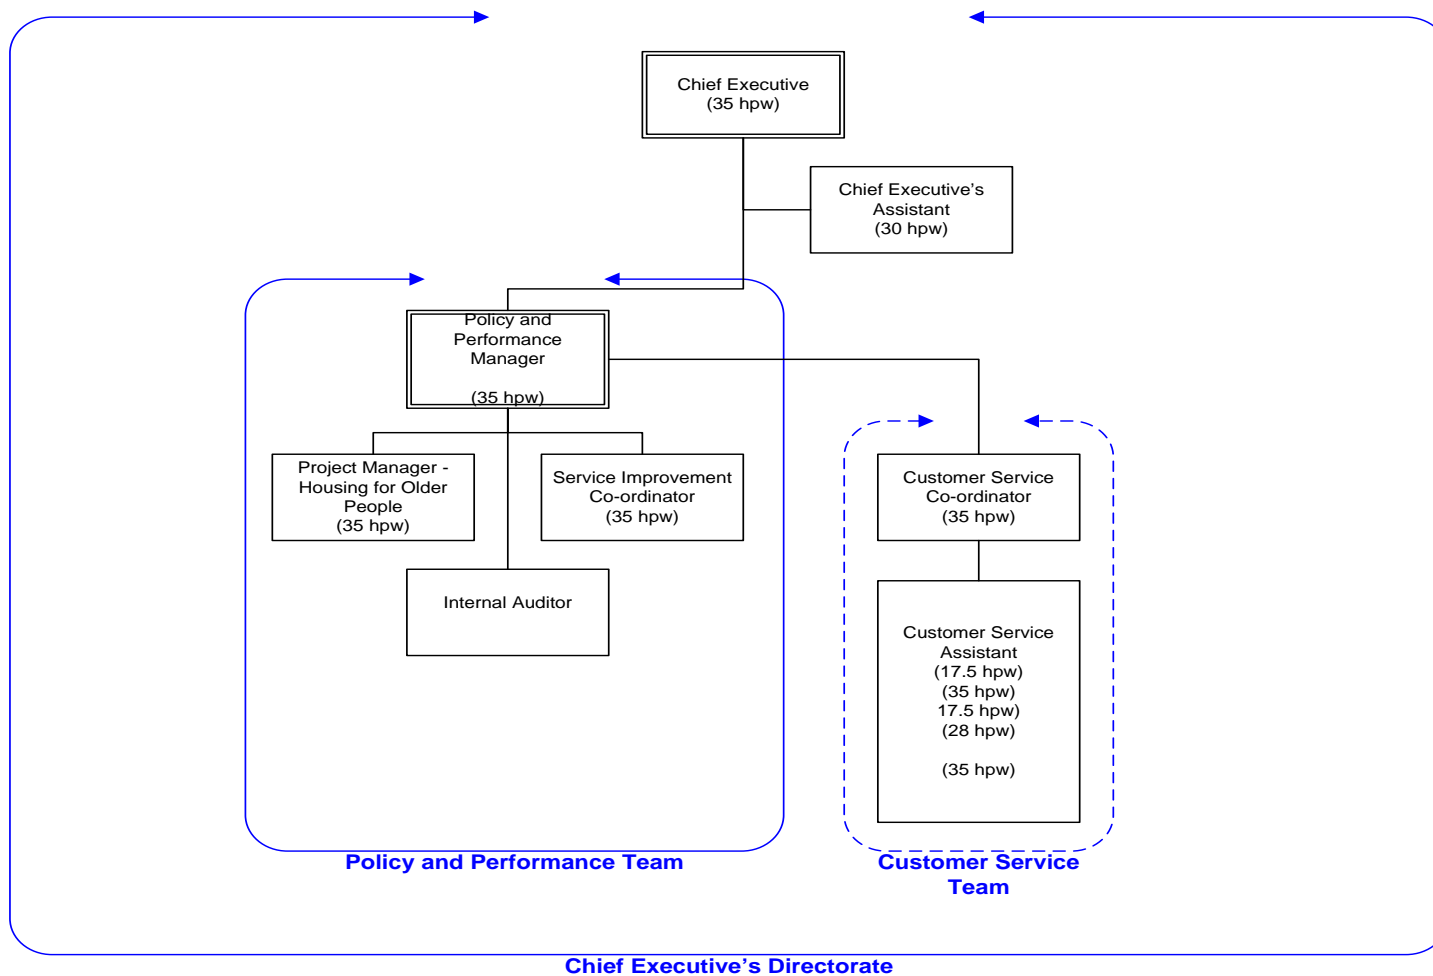 Chief Executive
(35 hpw)
Chief Executive's
Assistant
(30 hpw)
Policy and
Performance
Manager
(35 hpw)
Project Manager -
Housing for Older
People
(35 hpw)
Service Improvement
Co-ordinator
(35 hpw)
Customer Service
Co-ordinator
(35 hpw)
Internal Auditor
Customer Service
Assistant
(17.5 hpw)
(35 hpw)
17.5 hpw)
(28 hpw)
(35 hpw)
Policy and Performance Team
Customer Service
Team
Chief Executive's Directorate